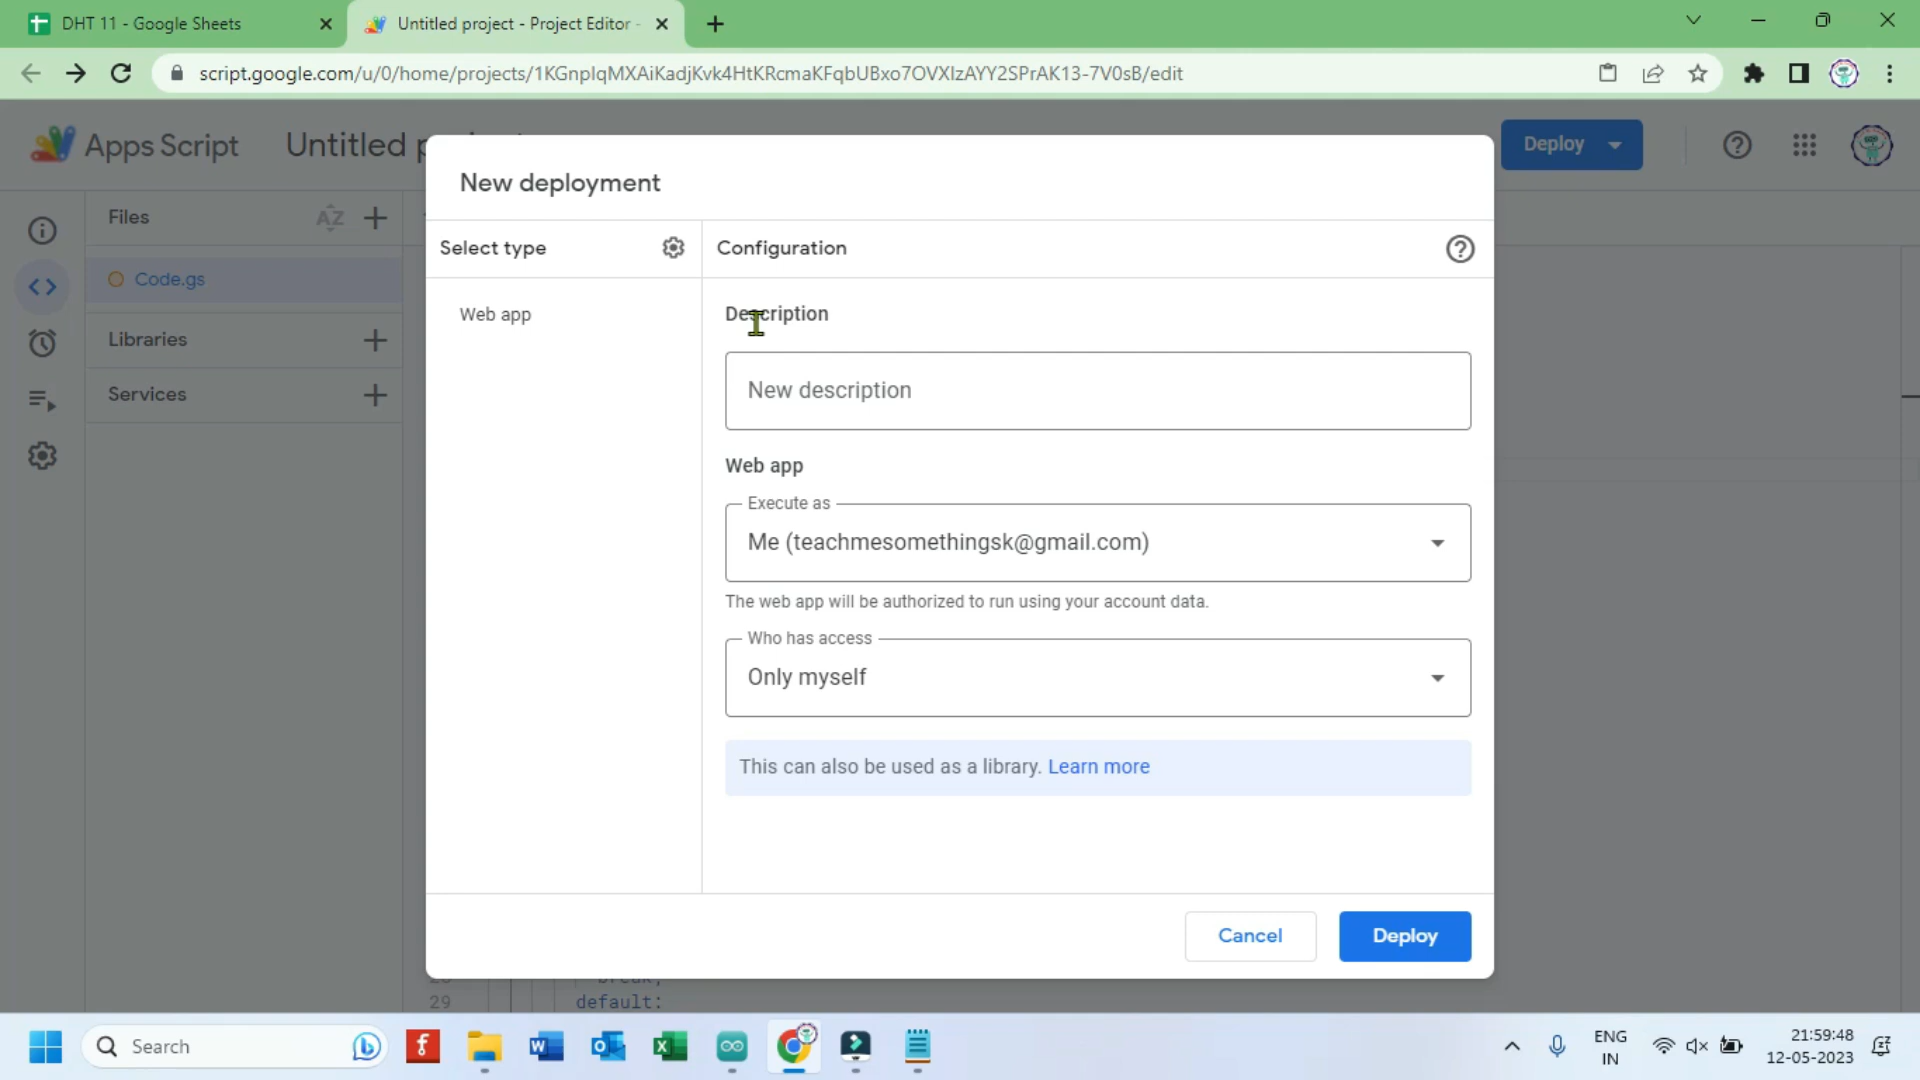 DHT 11 - Google Sheets
Untitled project - Project Editor -
script.google.com/u/0/home/projects/1KGnpIqMXAiKadjKvk4HtKRcmaKFqbUBxo7OVXIzAYY2SPrAK13-7V0sB/edit
Apps Script
Untitled
Deploy
New deployment
Files
Select type
Configuration
Code.gs
Web app
Description
Libraries
New description
Services
Web app
Execute as
Me (teachmesomethingsk@gmail.com)
The web app will be authorized to run using your account data.
Who has access
Only myself
This can also be used as a library. Learn more
Cancel
Deploy
29
default:
Search
ENG
IN
21:59:48
12-05-2023